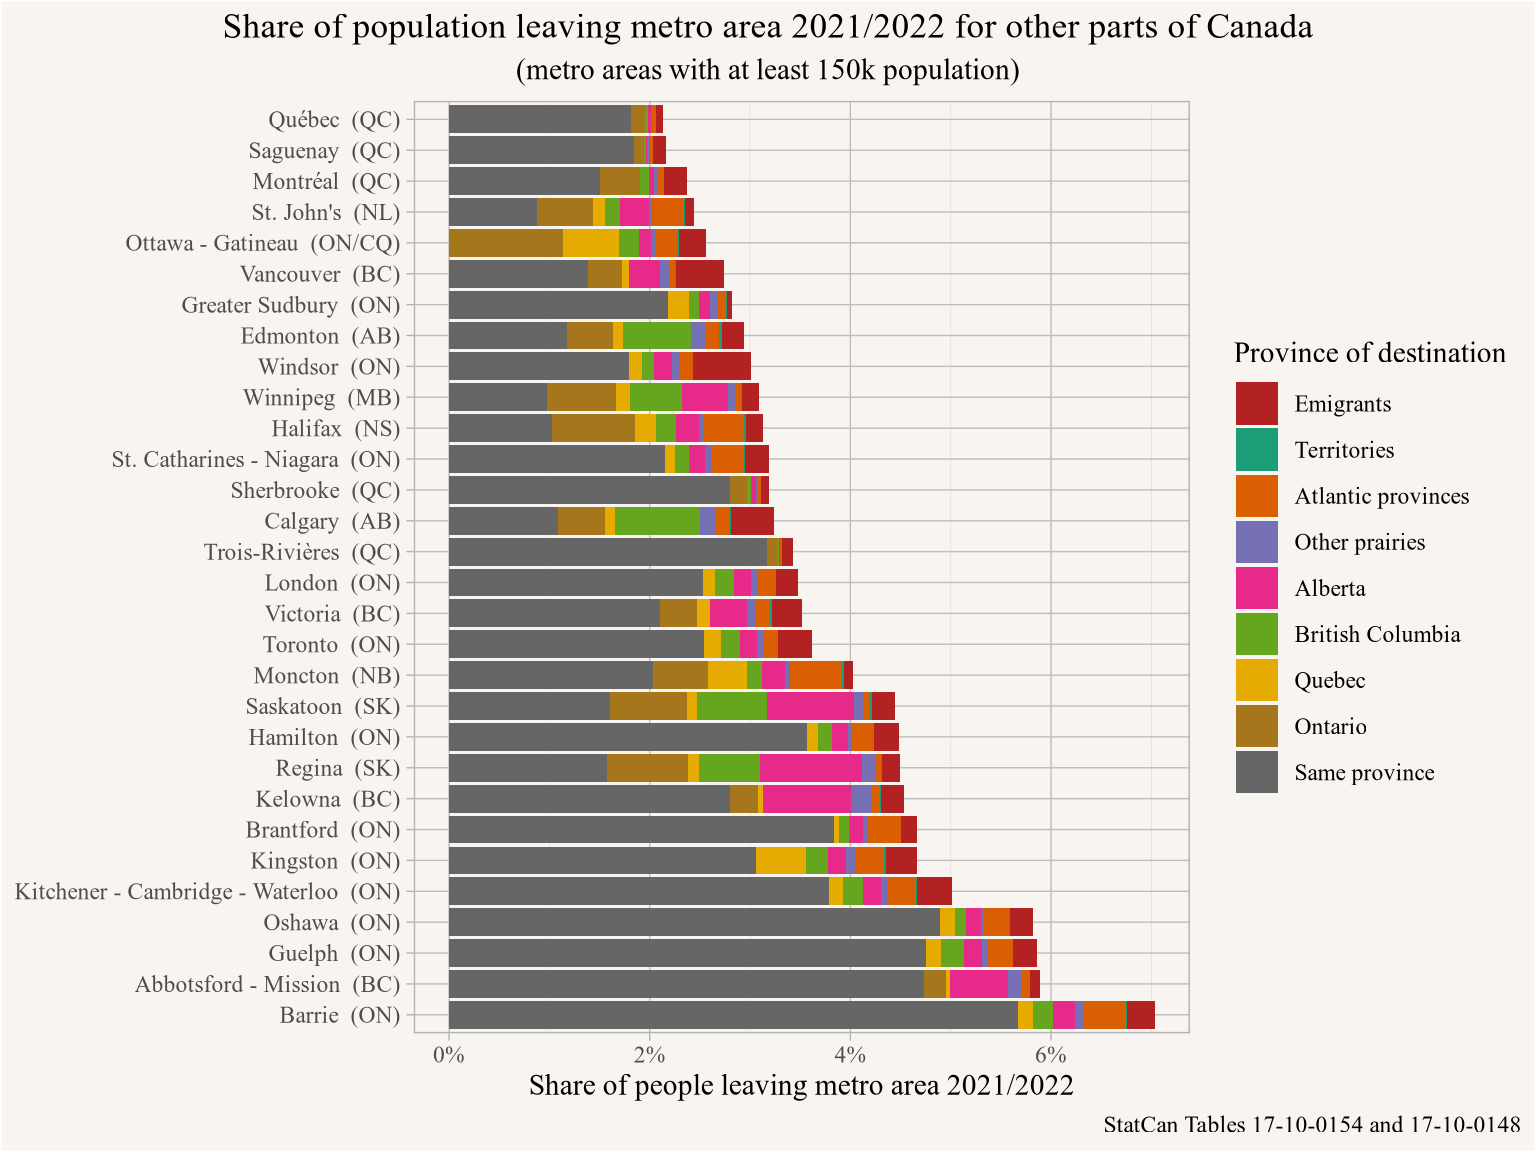 Share of population leaving metro area 2021/2022 for other parts of Canada
(metro areas with at least 150k population)
Québec (QC)
Saguenay (QC)
Montréal (QC)
St. John's (NL)
Ottawa - Gatineau (ON/CQ)
Vancouver (BC)
Greater Sudbury (ON)
Edmonton (AB)
Windsor (ON)
Winnipeg (MB)
Halifax (NS)
St. Catharines - Niagara (ON)
Sherbrooke (QC)
Calgary (AB)
Trois-Rivières (QC)
London (ON)
Victoria (BC)
Toronto (ON)
Moncton (NB)
Saskatoon (SK)
Hamilton (ON)
Regina (SK)
Kelowna (BC)
Brantford (ON)
Kingston (ON)
Kitchener - Cambridge - Waterloo (ON)
Oshawa (ON)
Guelph (ON)
Abbotsford - Mission (BC)
Barrie (ON)
0% 2% 4% 6%
Share of people leaving metro area 2021/2022
Province of destination
Emigrants
Territories
Atlantic provinces
Other prairies
Alberta
British Columbia
Quebec
Ontario
Same province
StatCan Tables 17-10-0154 and 17-10-0148